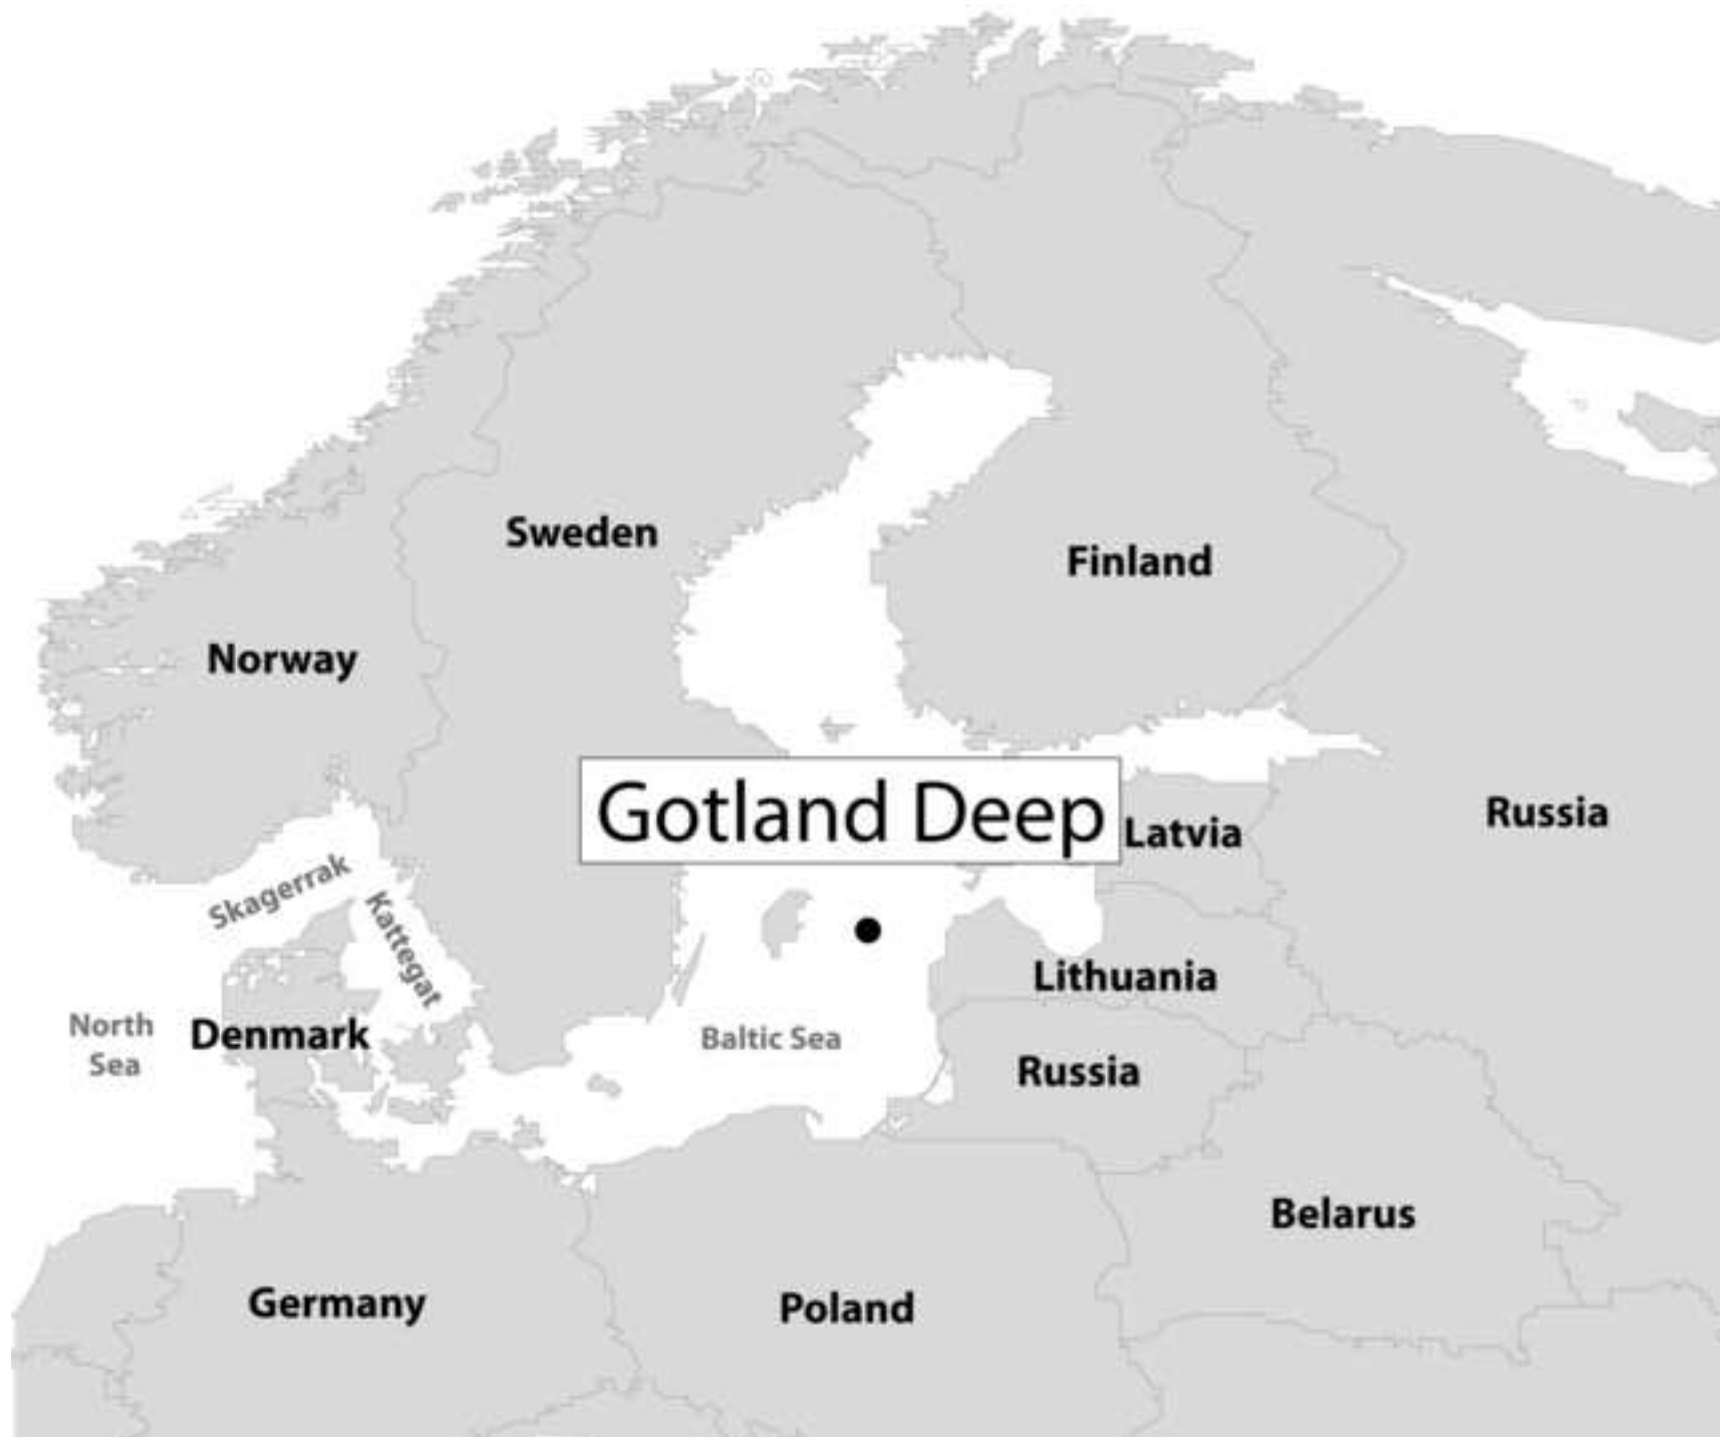 Sweden
Finland
Norway
Gotland Deep
Latvia
Russia
Skagerrak
Kattegat
Lithuania
North
Sea
Denmark
Baltic Sea
Russia
Belarus
Germany
Poland